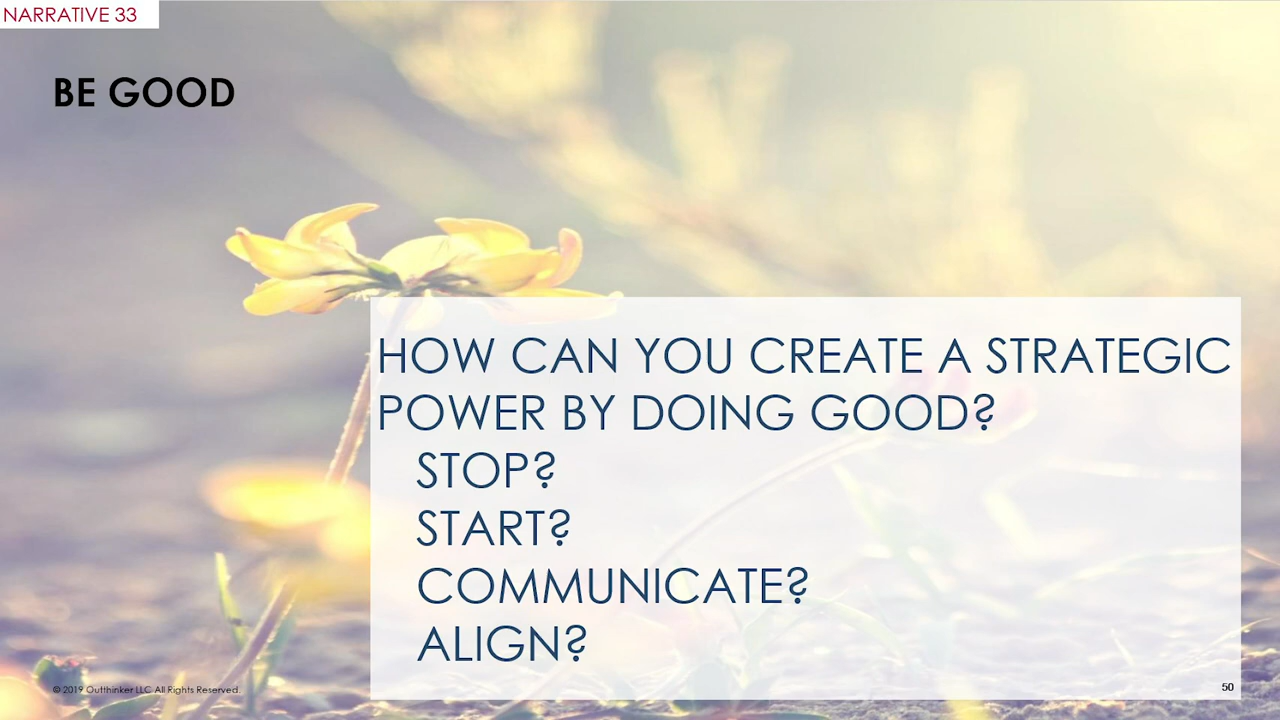 NARRATIVE 33
BE GOOD
HOW CAN YOU CREATE A STRATEGIC
POWER BY DOING GOOD?
STOP?
START?
COMMUNICATE?
ALIGN?
© 2019 Outthinker LLC All Rights Reserved.
50